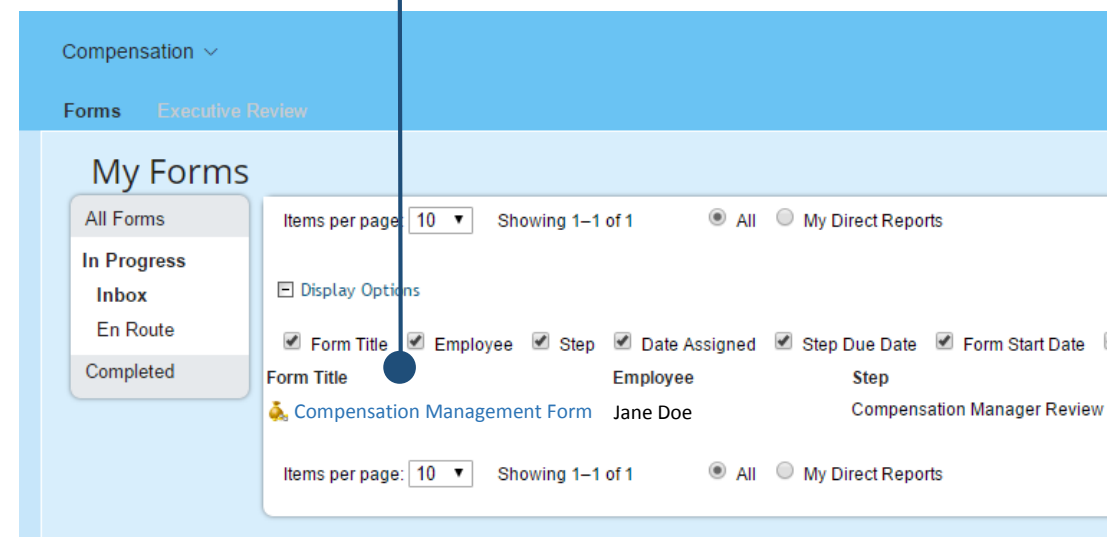 Compensation
Forms Executive Review
My Forms
All Forms
In Progress
Inbox
En Route
Completed
Items per page: 10 Showing 1–1 of 1 All My Direct Reports
Display Options
Form Title Employee Step Date Assigned Step Due Date Form Start Date
Form Title Employee Step
Compensation Management Form Jane Doe Compensation Manager Review
Items per page: 10 Showing 1–1 of 1 All My Direct Reports